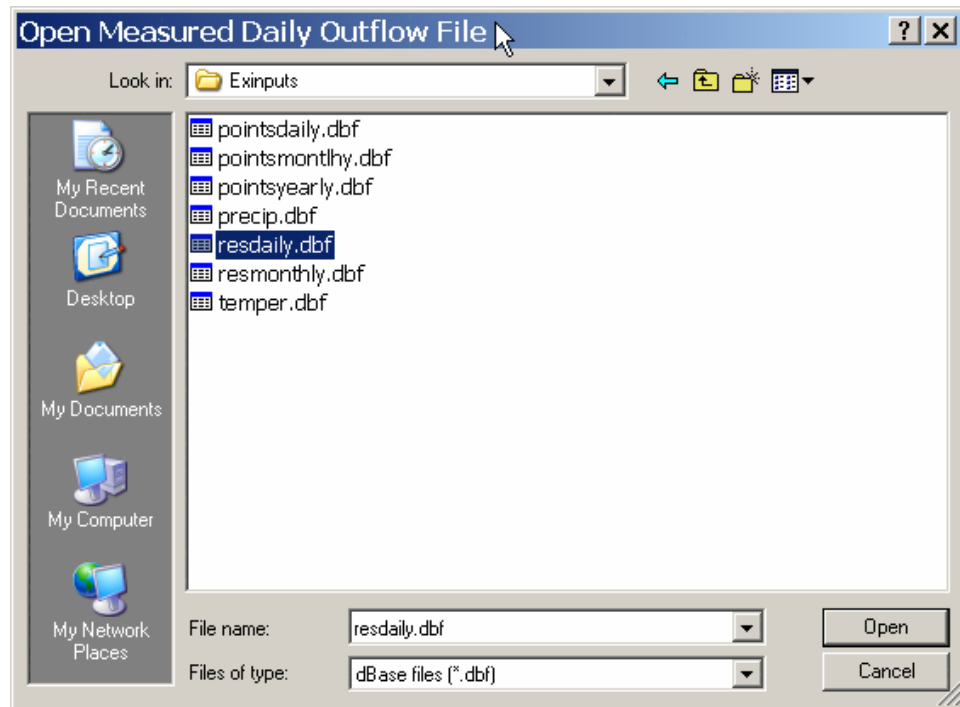 Open Measured Daily Outflow File
Look in: Exinputs
pointsdaily.dbf
pointsmontlhy.dbf
pointsyearly.dbf
precip.dbf
resdaily.dbf
resmonthly.dbf
temper.dbf
My Recent
Documents
Desktop
My Documents
My Computer
My Network
Places
File name: resdaily.dbf Open
Files of type: dBase files (*.dbf) Cancel